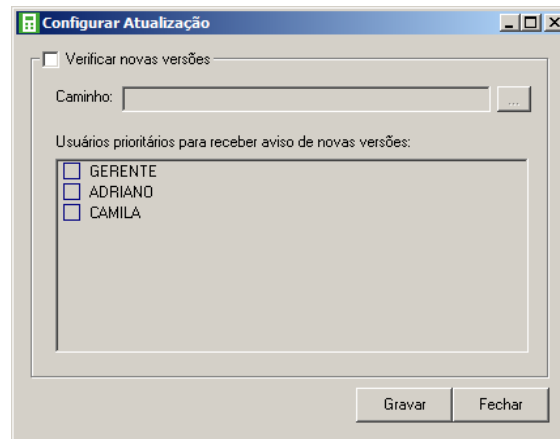 Configurar Atualização
Verificar novas versões
Caminho:
...
Usuários prioritários para receber aviso de novas versões:
GERENTE
ADRIANO
CAMILA
Gravar Fechar